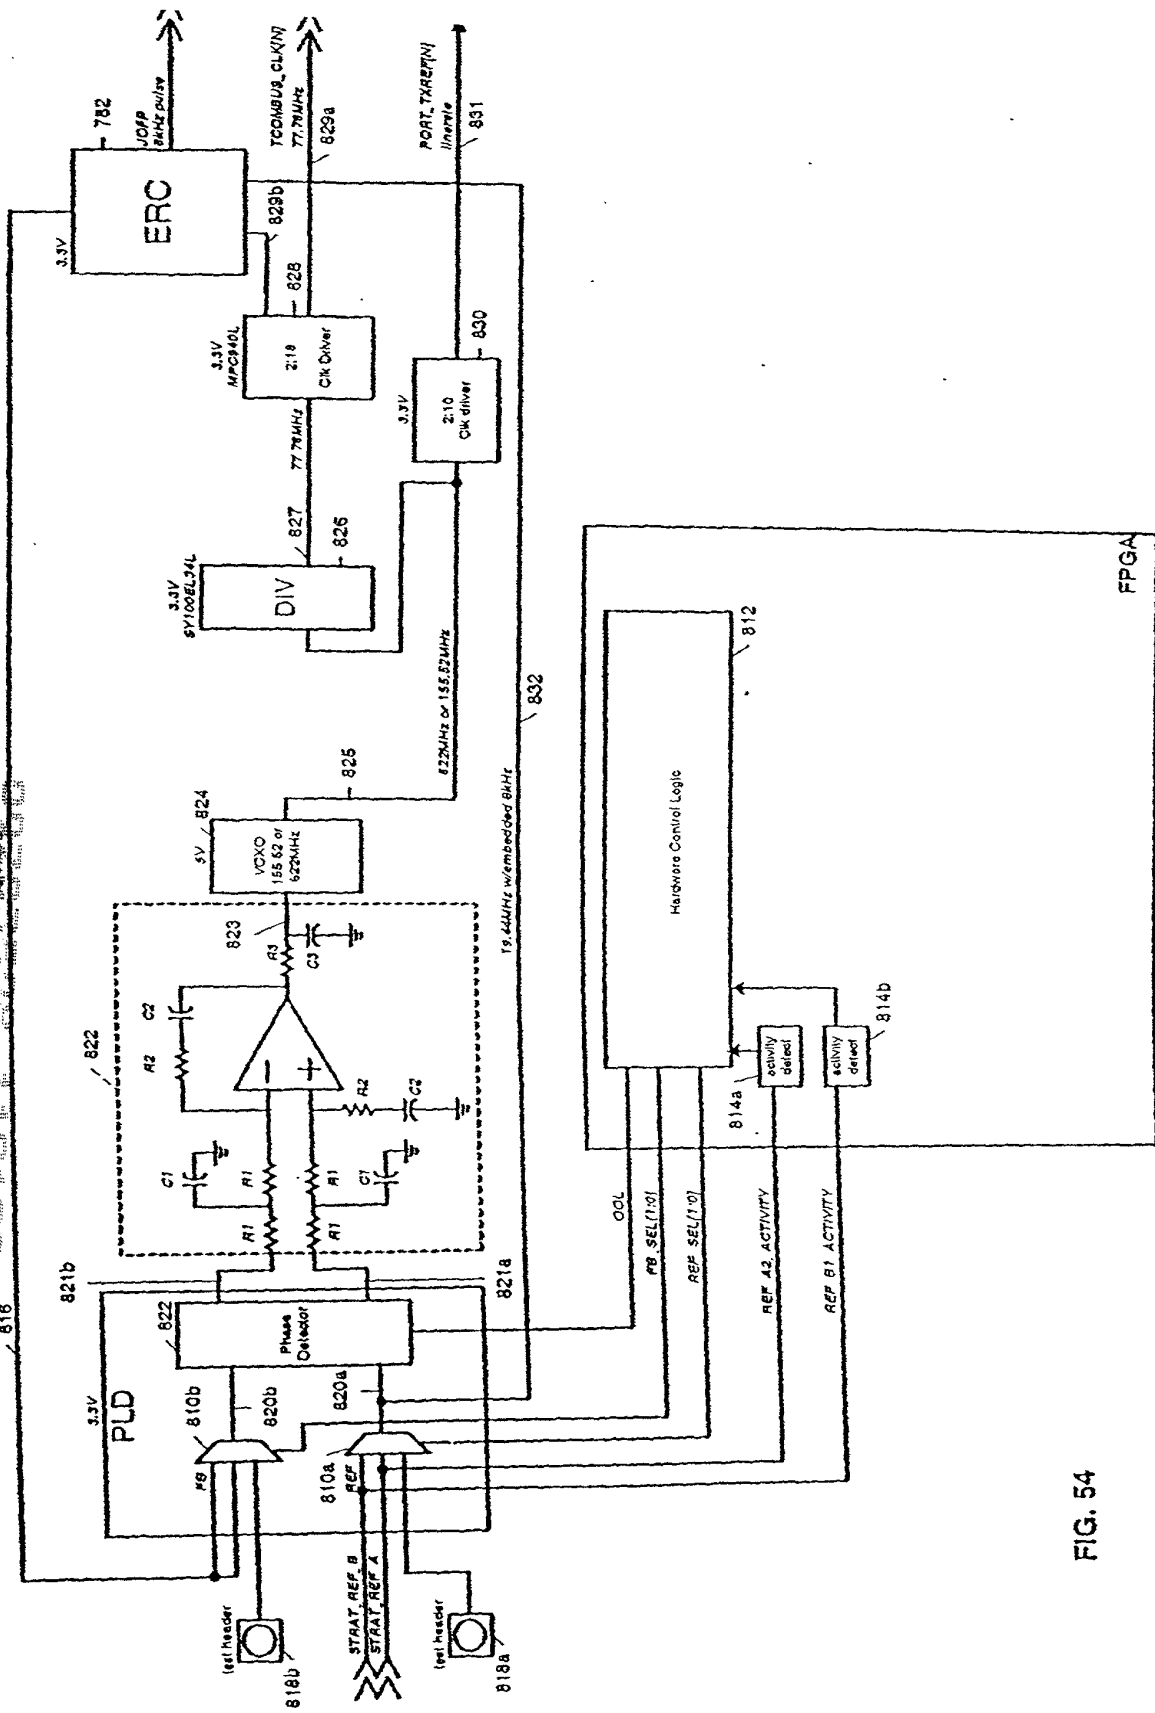 816
3.3V
PLD
FB
810b
820b
822
Phase
Detector
821b
821a
810a
REF
820a
test header
818b
STRAT_REF_B
STRAT_REF_A
test header
818a
822
R1
C1
R1
R1
R1
C1
R2
C2
R2
C2
R3
C3
823
5V
824
VCXO
155.52 or
622MHz
825
622MHz or 155.52MHz
3.3V
SY100EL34L
DIV
827
826
77.76MHz
3.3V
MPC940L
2:18
Clk Driver
828
829b
3.3V
ERC
782
JOFP
8kHz pulse
TCOMBUS_CLK[N]
77.76MHz
829a
3.3V
2:10
Clk driver
830
PORT_TXREF[N]
linerate
831
19.44MHz w/embedded 8kHz
832
OOL
FB_SEL(1:0)
REF_SEL(1:0)
REF_A2_ACTIVITY
REF_B1_ACTIVITY
Hardware Control Logic
812
activity
detect
814a
activity
detect
814b
FPGA
FIG. 54